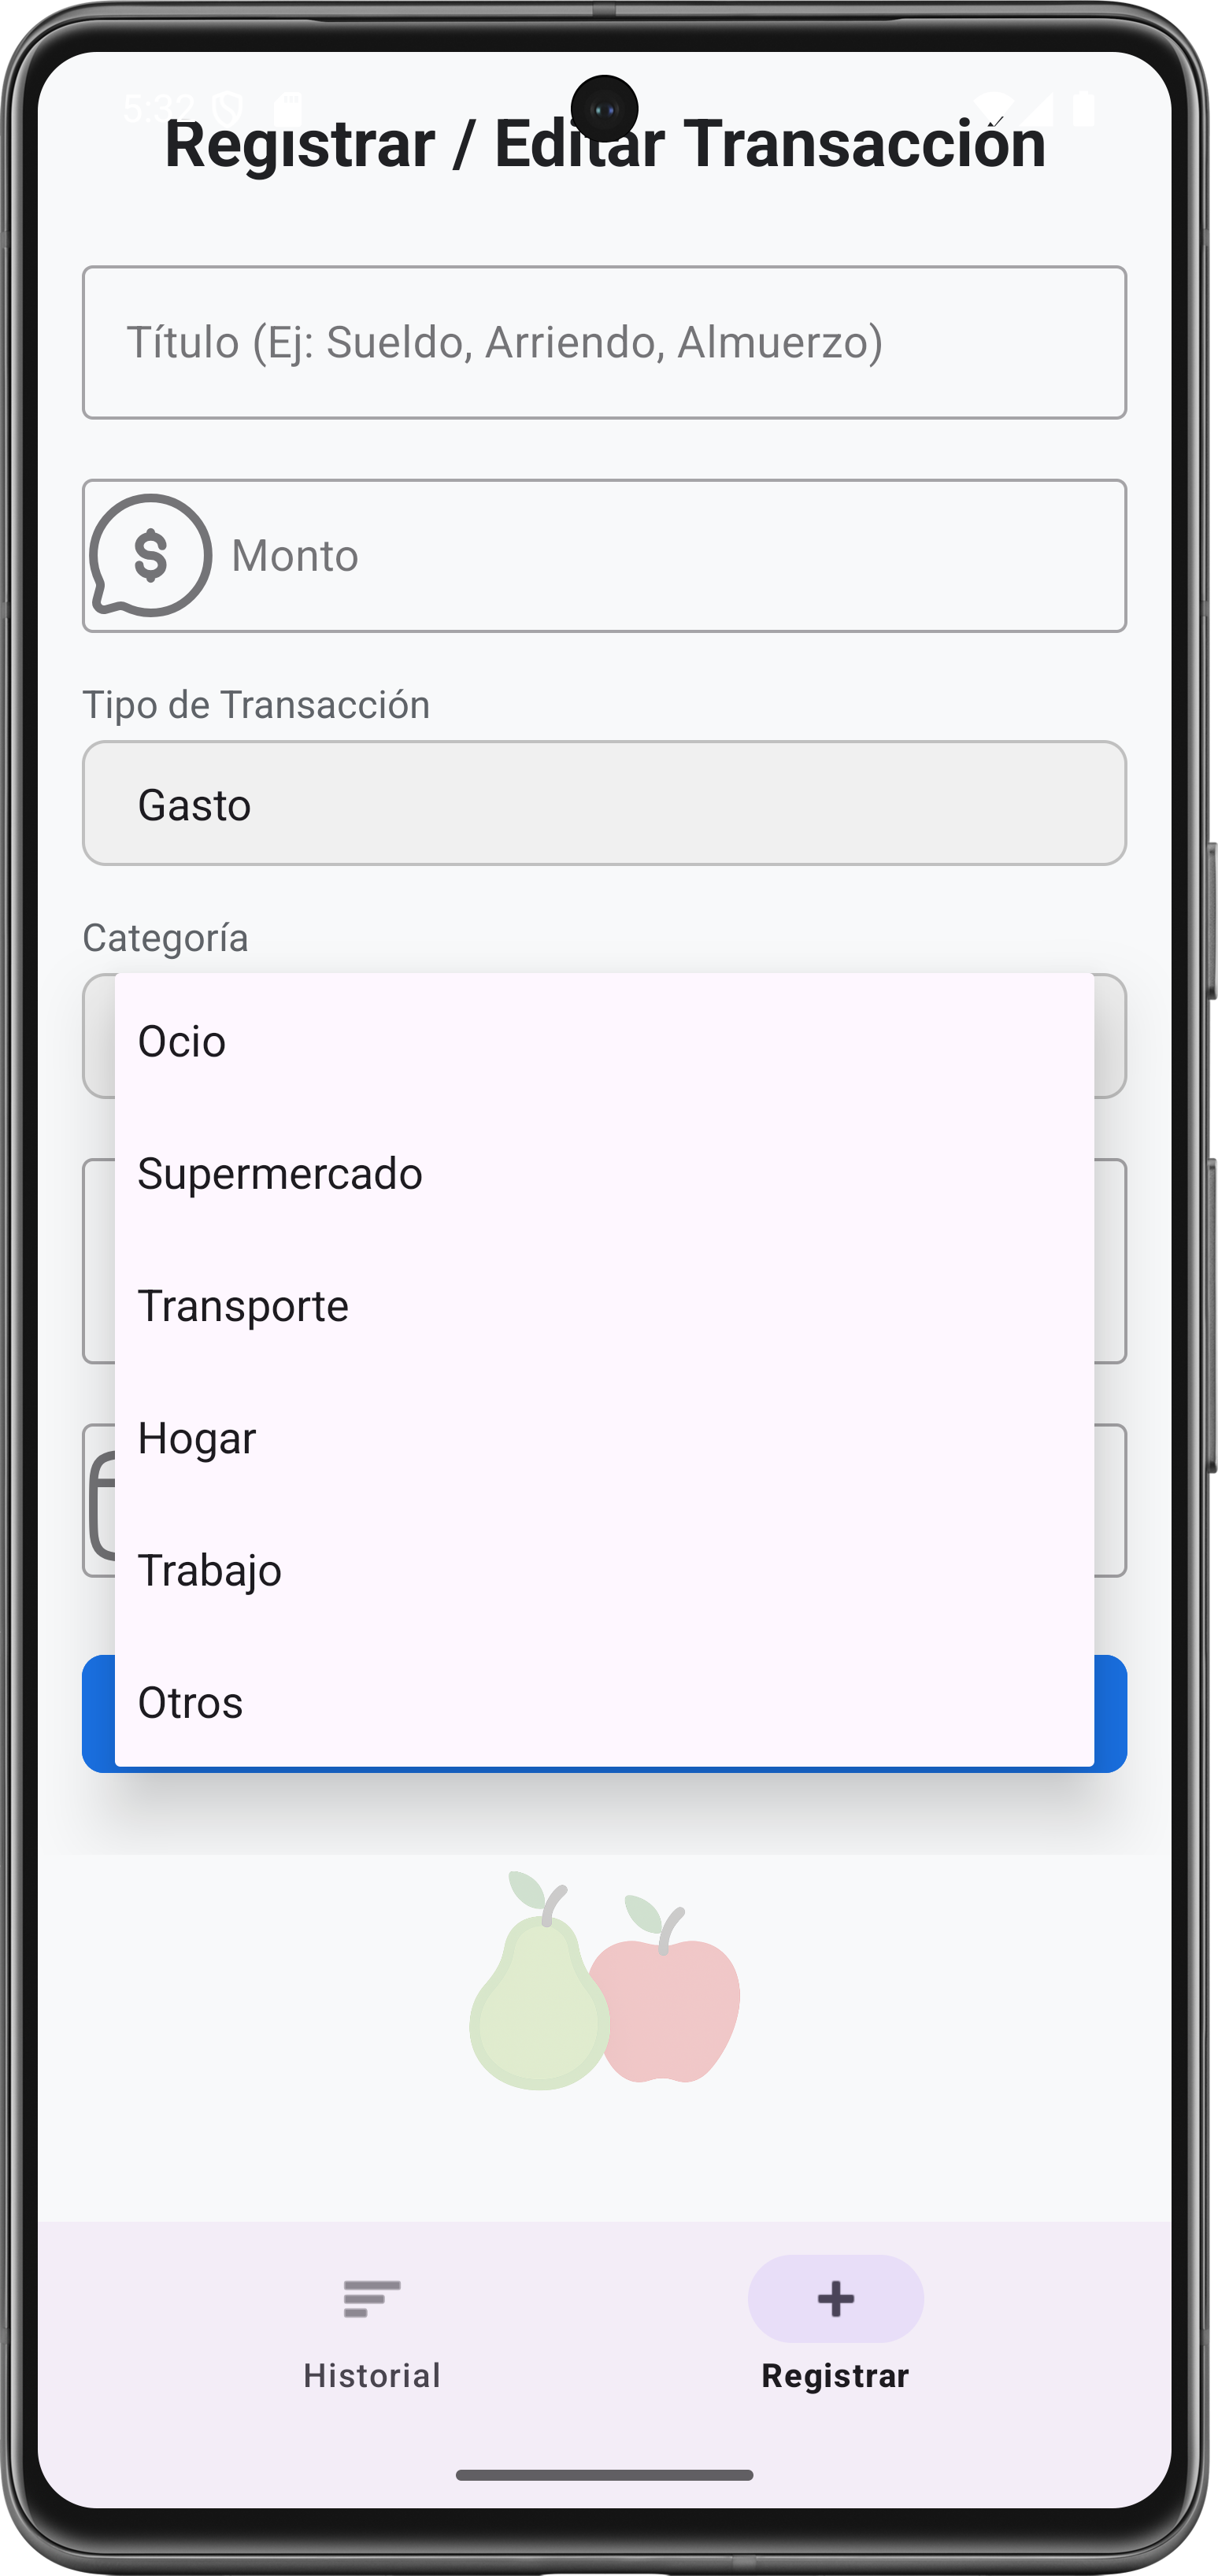 5:32
Registrar / Editar Transacción
Título (Ej: Sueldo, Arriendo, Almuerzo)
$ Monto
Tipo de Transacción
Gasto
Categoría
Ocio
Supermercado
Transporte
Hogar
Trabajo
Otros
Historial
Registrar